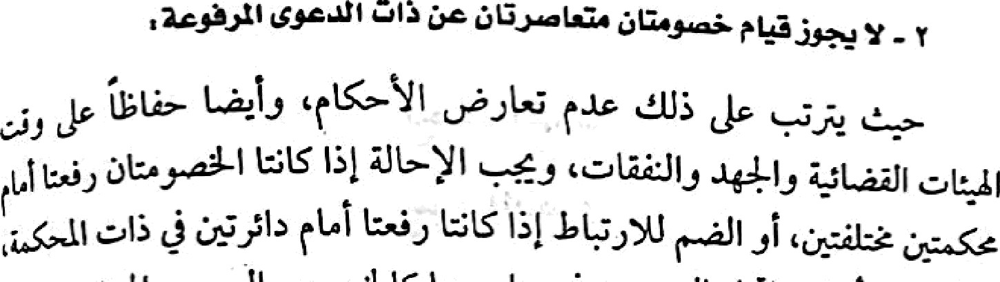 ٢ - لا يجوز قيام خصومتان متعاصرتان عن ذات الدعوى المرفوعة:
حيث يترتب على ذلك عدم تعارض الأحكام، وأيضا حفاظاً على وقت
الهيئات القضائية والجهد والنفقات، ويجب الإحالة إذا كانتا الخصومتان رفعتا أمام
محكمتين مختلفتين، أو الضم للارتباط إذا كانتا رفعتا أمام دائرتين في ذات المحكمة،